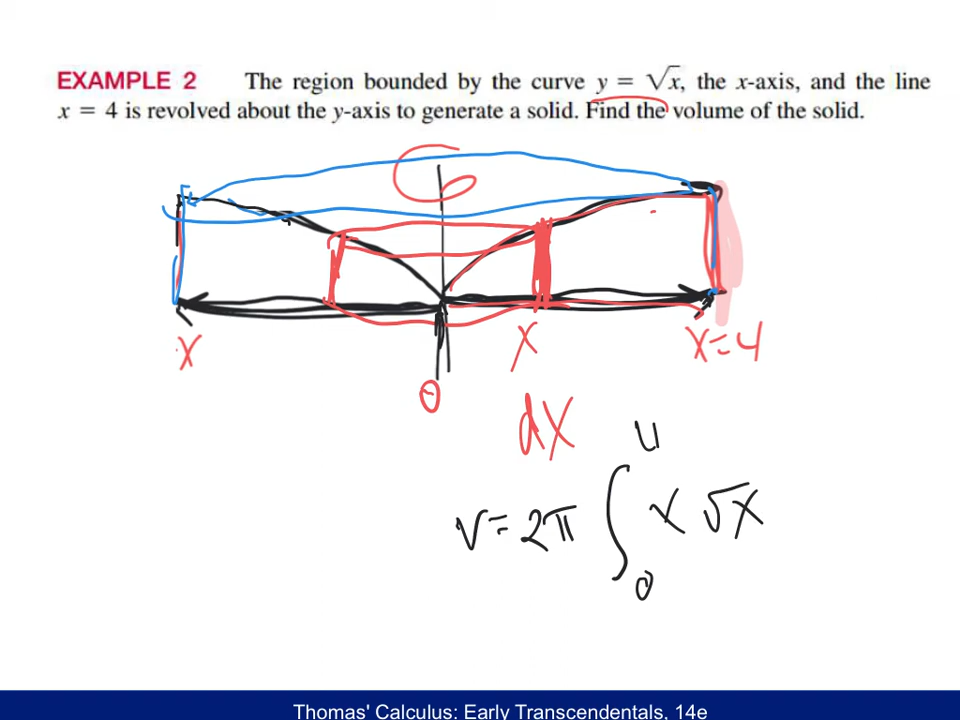 EXAMPLE 2 The region bounded by the curve y = √x, the x-axis, and the line
x = 4 is revolved about the y-axis to generate a solid. Find the volume of the solid.
x x x=4
0
dx
4
v=2π ∫ x √x
0
Thomas' Calculus: Early Transcendentals, 14e